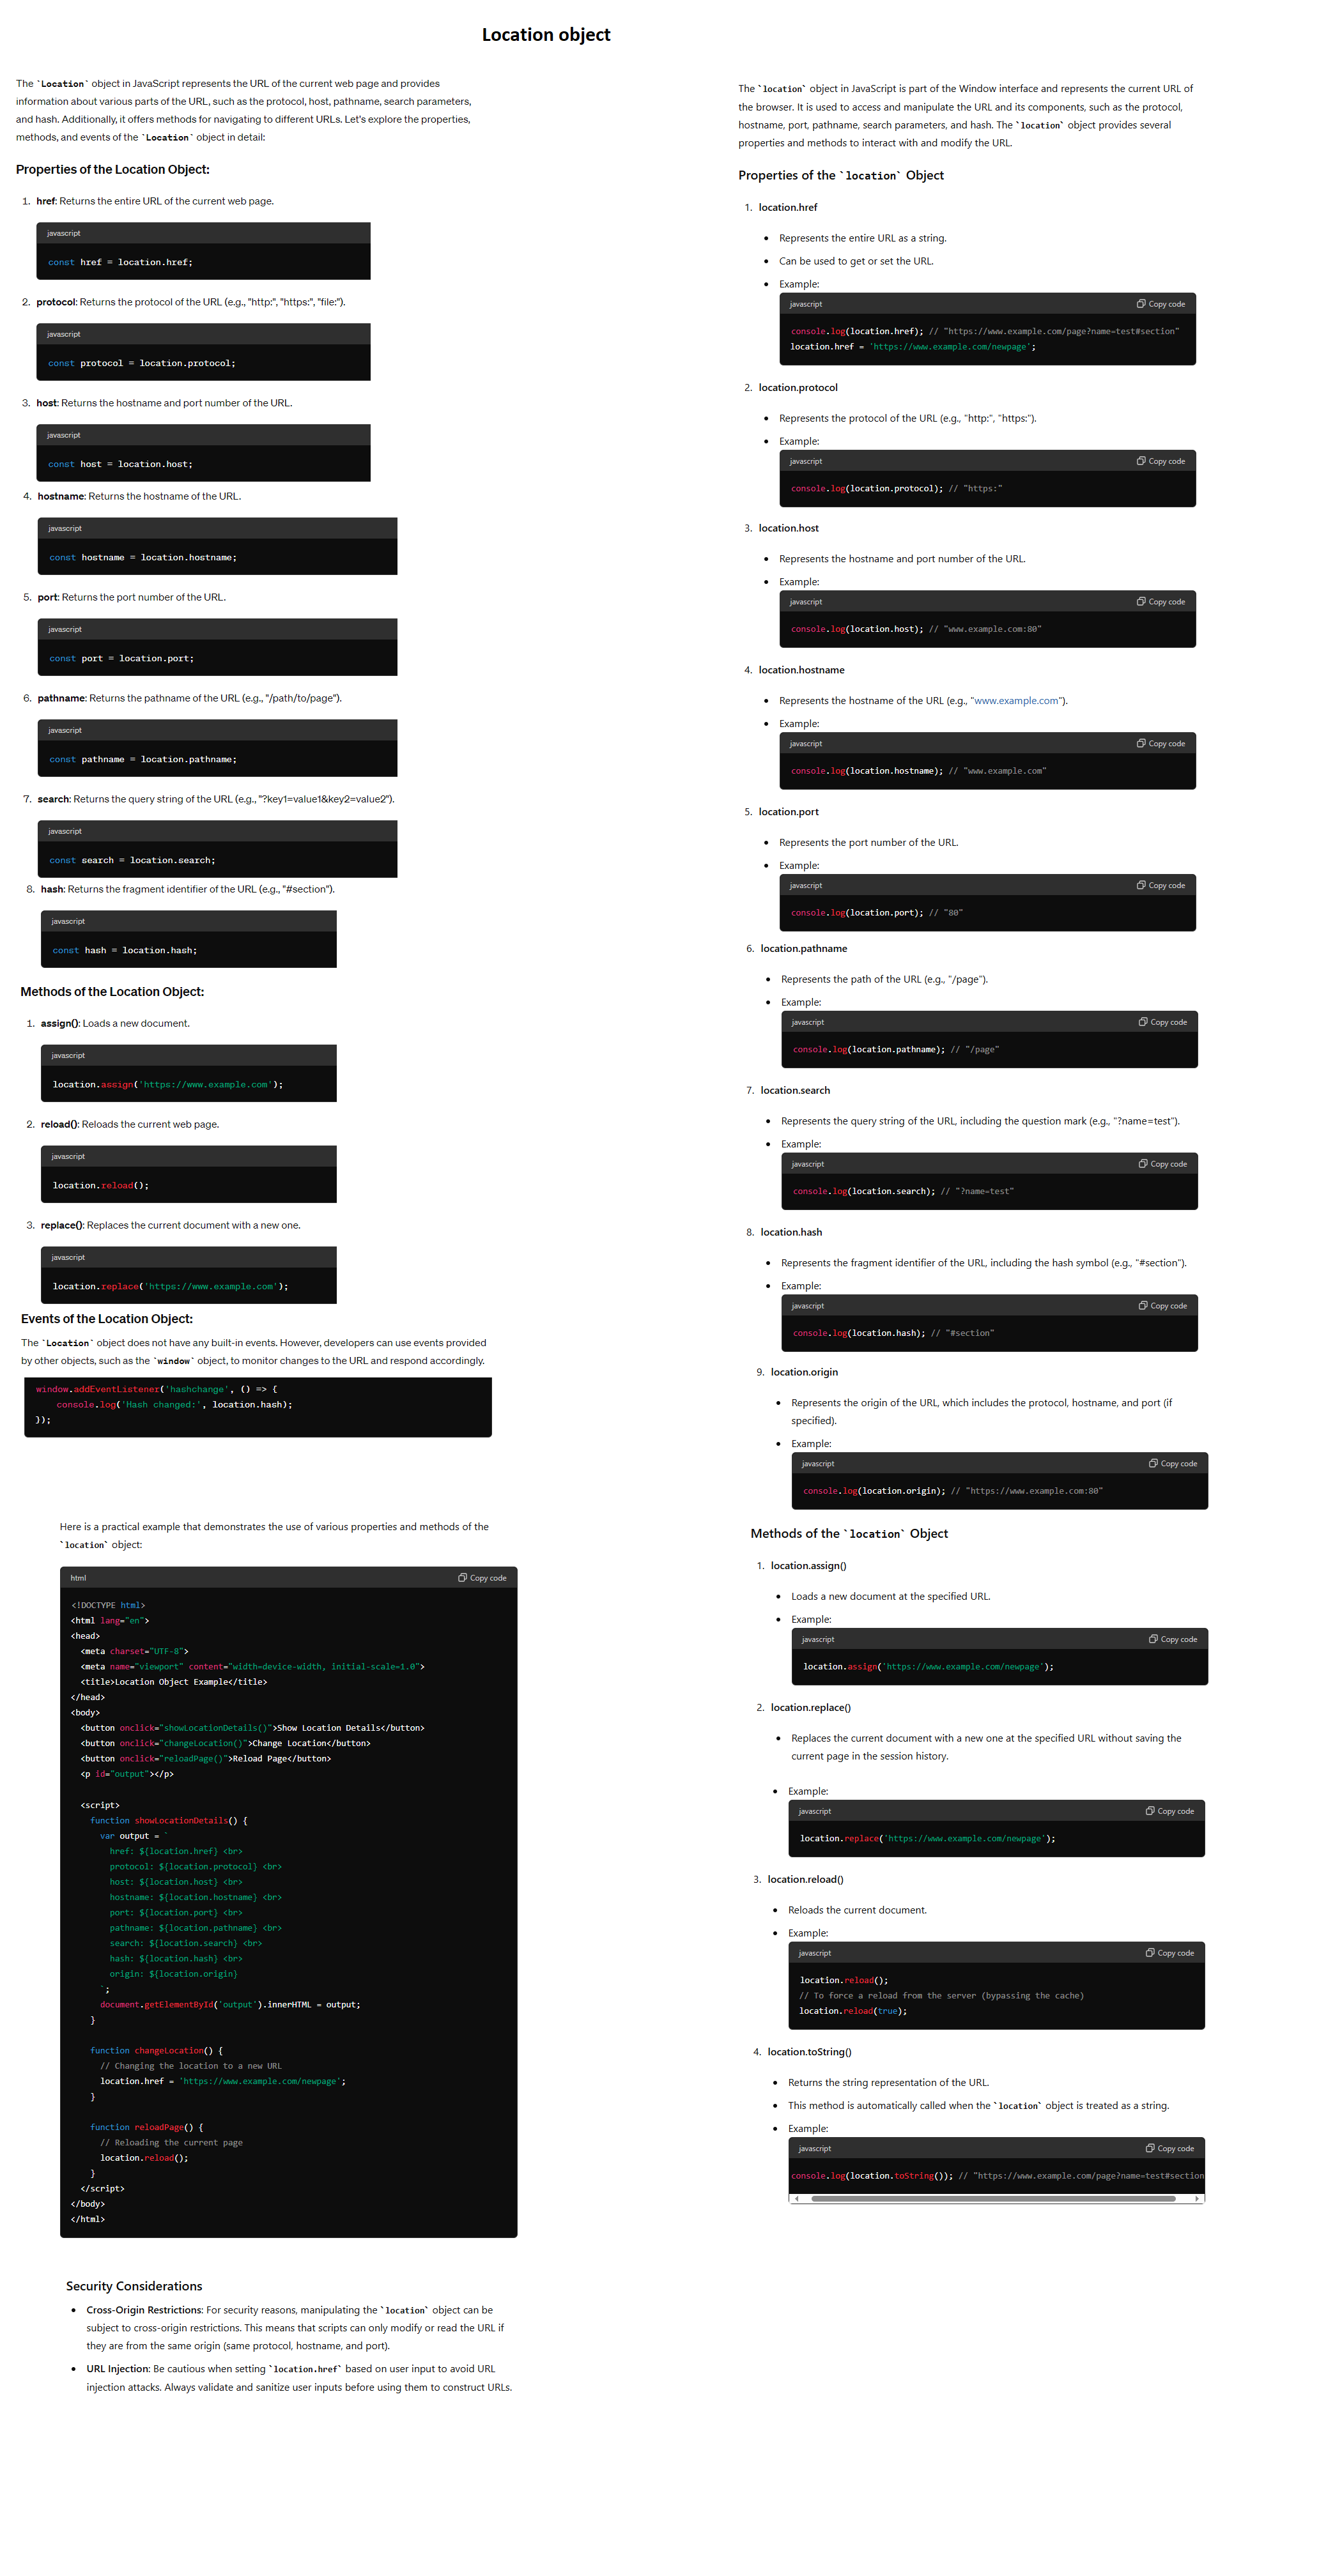 Location object
The `Location` object in JavaScript represents the URL of the current web page and provides
information about various parts of the URL, such as the protocol, host, pathname, search parameters,
and hash. Additionally, it offers methods for navigating to different URLs. Let's explore the properties,
methods, and events of the `Location` object in detail:
Properties of the Location Object:
1. href: Returns the entire URL of the current web page.
javascript
const href = location.href;
2. protocol: Returns the protocol of the URL (e.g., "http:", "https:", "file:").
javascript
const protocol = location.protocol;
3. host: Returns the hostname and port number of the URL.
javascript
const host = location.host;
4. hostname: Returns the hostname of the URL.
javascript
const hostname = location.hostname;
5. port: Returns the port number of the URL.
javascript
const port = location.port;
6. pathname: Returns the pathname of the URL (e.g., "/path/to/page").
javascript
const pathname = location.pathname;
7. search: Returns the query string of the URL (e.g., "?key1=value1&key2=value2").
javascript
const search = location.search;
8. hash: Returns the fragment identifier of the URL (e.g., "#section").
javascript
const hash = location.hash;
Methods of the Location Object:
1. assign(): Loads a new document.
javascript
location.assign('https://www.example.com');
2. reload(): Reloads the current web page.
javascript
location.reload();
3. replace(): Replaces the current document with a new one.
javascript
location.replace('https://www.example.com');
Events of the Location Object:
The `Location` object does not have any built-in events. However, developers can use events provided
by other objects, such as the `window` object, to monitor changes to the URL and respond accordingly.
window.addEventListener('hashchange', () => {
console.log('Hash changed:', location.hash);
});
Here is a practical example that demonstrates the use of various properties and methods of the
`location` object:
html
Copy code
<!DOCTYPE html>
<html lang="en">
<head>
<meta charset="UTF-8">
<meta name="viewport" content="width=device-width, initial-scale=1.0">
<title>Location Object Example</title>
</head>
<body>
<button onclick="showLocationDetails()">Show Location Details</button>
<button onclick="changeLocation()">Change Location</button>
<button onclick="reloadPage()">Reload Page</button>
<p id="output"></p>
<script>
function showLocationDetails() {
var output = `
href: ${location.href} <br>
protocol: ${location.protocol} <br>
host: ${location.host} <br>
hostname: ${location.hostname} <br>
port: ${location.port} <br>
pathname: ${location.pathname} <br>
search: ${location.search} <br>
hash: ${location.hash} <br>
origin: ${location.origin}
`;
document.getElementById('output').innerHTML = output;
}
function changeLocation() {
// Changing the location to a new URL
location.href = 'https://www.example.com/newpage';
}
function reloadPage() {
// Reloading the current page
location.reload();
}
</script>
</body>
</html>
Security Considerations
• Cross-Origin Restrictions: For security reasons, manipulating the `location` object can be
subject to cross-origin restrictions. This means that scripts can only modify or read the URL if
they are from the same origin (same protocol, hostname, and port).
• URL Injection: Be cautious when setting `location.href` based on user input to avoid URL
injection attacks. Always validate and sanitize user inputs before using them to construct URLs.
The `location` object in JavaScript is part of the Window interface and represents the current URL of
the browser. It is used to access and manipulate the URL and its components, such as the protocol,
hostname, port, pathname, search parameters, and hash. The `location` object provides several
properties and methods to interact with and modify the URL.
Properties of the `location` Object
1. location.href
• Represents the entire URL as a string.
• Can be used to get or set the URL.
• Example:
javascript
Copy code
console.log(location.href); // "https://www.example.com/page?name=test#section"
location.href = 'https://www.example.com/newpage';
2. location.protocol
• Represents the protocol of the URL (e.g., "http:", "https:").
• Example:
javascript
Copy code
console.log(location.protocol); // "https:"
3. location.host
• Represents the hostname and port number of the URL.
• Example:
javascript
Copy code
console.log(location.host); // "www.example.com:80"
4. location.hostname
• Represents the hostname of the URL (e.g., "www.example.com").
• Example:
javascript
Copy code
console.log(location.hostname); // "www.example.com"
5. location.port
• Represents the port number of the URL.
• Example:
javascript
Copy code
console.log(location.port); // "80"
6. location.pathname
• Represents the path of the URL (e.g., "/page").
• Example:
javascript
Copy code
console.log(location.pathname); // "/page"
7. location.search
• Represents the query string of the URL, including the question mark (e.g., "?name=test").
• Example:
javascript
Copy code
console.log(location.search); // "?name=test"
8. location.hash
• Represents the fragment identifier of the URL, including the hash symbol (e.g., "#section").
• Example:
javascript
Copy code
console.log(location.hash); // "#section"
9. location.origin
• Represents the origin of the URL, which includes the protocol, hostname, and port (if
specified).
• Example:
javascript
Copy code
console.log(location.origin); // "https://www.example.com:80"
Methods of the `location` Object
1. location.assign()
• Loads a new document at the specified URL.
• Example:
javascript
Copy code
location.assign('https://www.example.com/newpage');
2. location.replace()
• Replaces the current document with a new one at the specified URL without saving the
current page in the session history.
• Example:
javascript
Copy code
location.replace('https://www.example.com/newpage');
3. location.reload()
• Reloads the current document.
• Example:
javascript
Copy code
location.reload();
// To force a reload from the server (bypassing the cache)
location.reload(true);
4. location.toString()
• Returns the string representation of the URL.
• This method is automatically called when the `location` object is treated as a string.
• Example:
javascript
Copy code
console.log(location.toString()); // "https://www.example.com/page?name=test#section